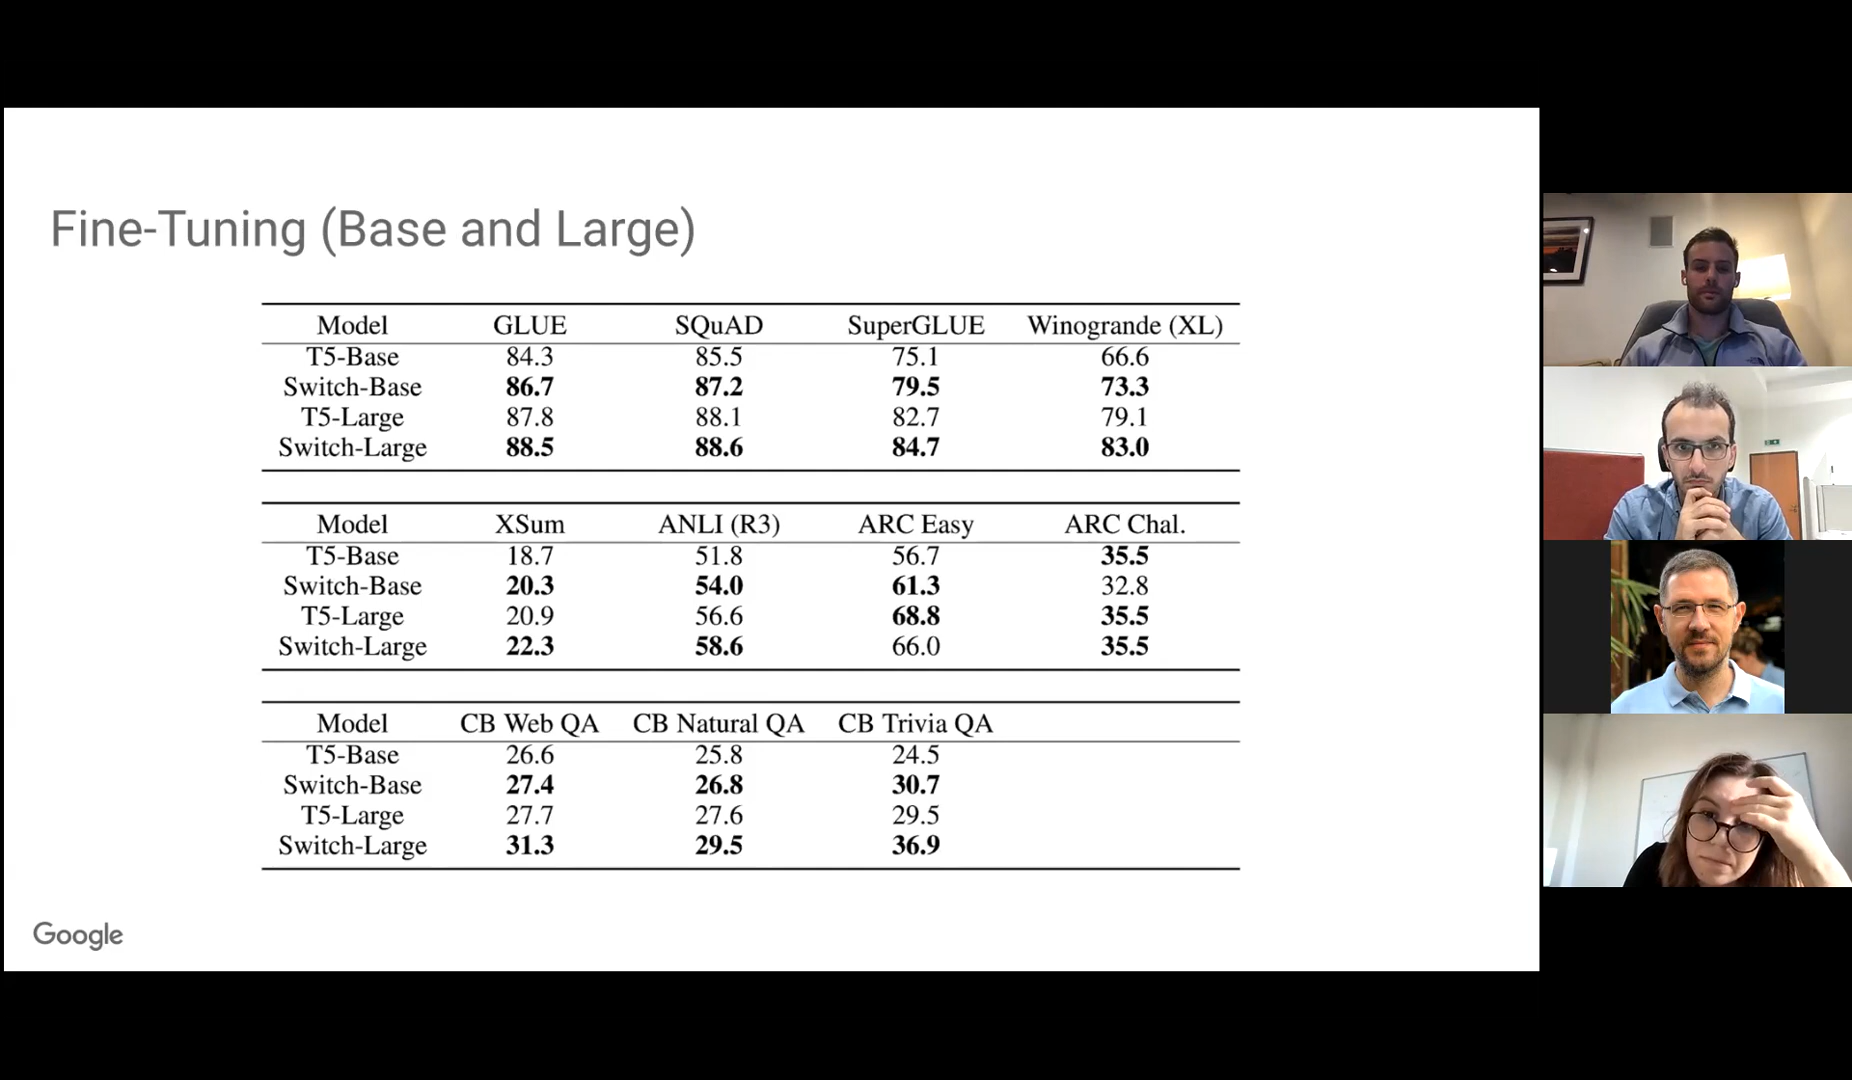 Fine-Tuning (Base and Large)
Model GLUE SQuAD SuperGLUE Winogrande (XL)
T5-Base 84.3 85.5 75.1 66.6
Switch-Base 86.7 87.2 79.5 73.3
T5-Large 87.8 88.1 82.7 79.1
Switch-Large 88.5 88.6 84.7 83.0
Model XSum ANLI (R3) ARC Easy ARC Chal.
T5-Base 18.7 51.8 56.7 35.5
Switch-Base 20.3 54.0 61.3 32.8
T5-Large 20.9 56.6 68.8 35.5
Switch-Large 22.3 58.6 66.0 35.5
Model CB Web QA CB Natural QA CB Trivia QA
T5-Base 26.6 25.8 24.5
Switch-Base 27.4 26.8 30.7
T5-Large 27.7 27.6 29.5
Switch-Large 31.3 29.5 36.9
Google